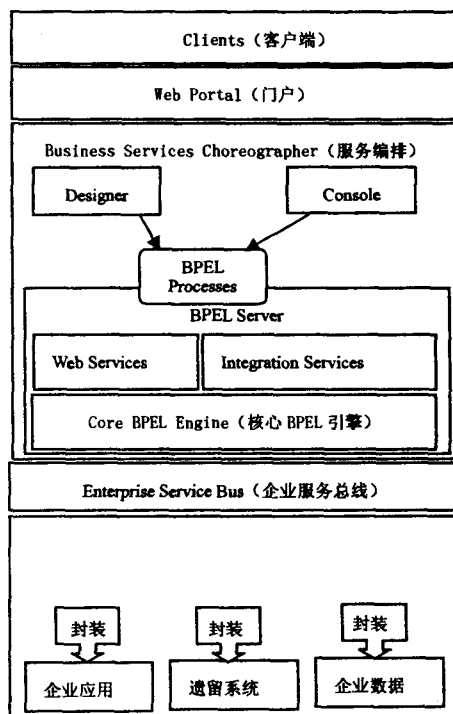 Clients（客户端）
Web Portal（门户）
Business Services Choreographer（服务编排）
Designer
Console
BPEL
Processes
BPEL Server
Web Services
Integration Services
Core BPEL Engine（核心 BPEL 引擎）
Enterprise Service Bus（企业服务总线）
封装
封装
封装
企业应用
遗留系统
企业数据